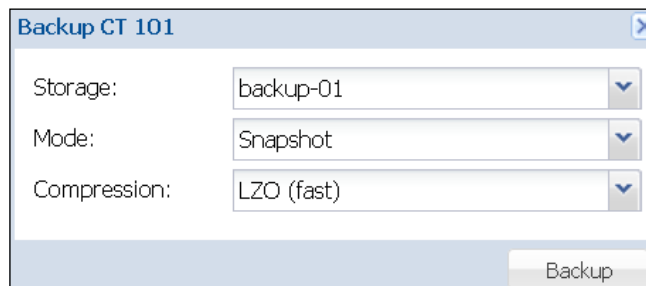 Backup CT 101
Storage: backup-01
Mode: Snapshot
Compression: LZO (fast)
Backup